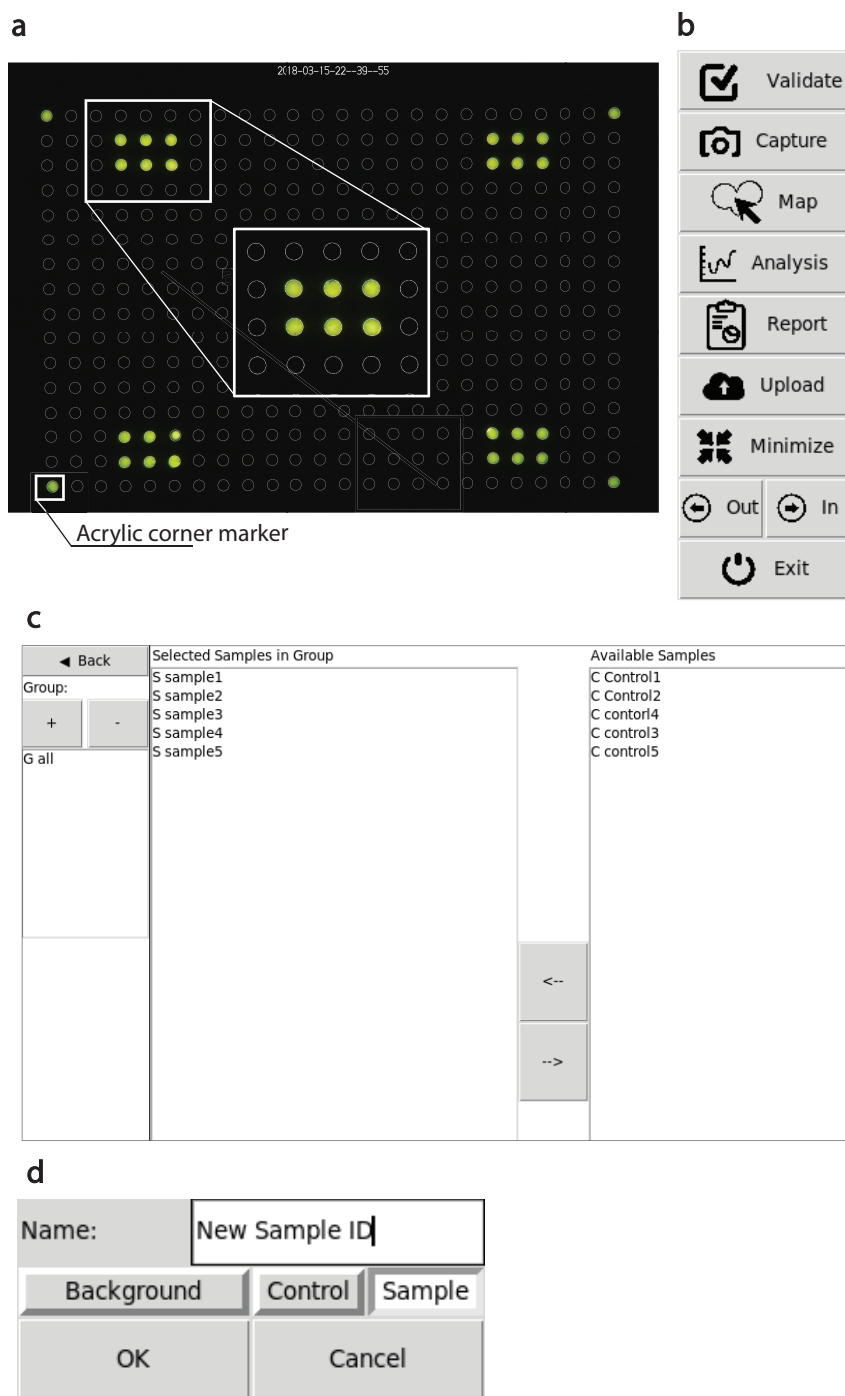 a
2018-03-15-22--39--55
Acrylic corner marker
b
Validate
Capture
Map
Analysis
Report
Upload
Minimize
Out In
Exit
c
◄ Back
Group:
+ -
G all
Selected Samples in Group
S sample1
S sample2
S sample3
S sample4
S sample5
<--
-->
Available Samples
C Control1
C Control2
C contorl4
C control3
C control5
d
Name: New Sample ID
Background Control Sample
OK Cancel